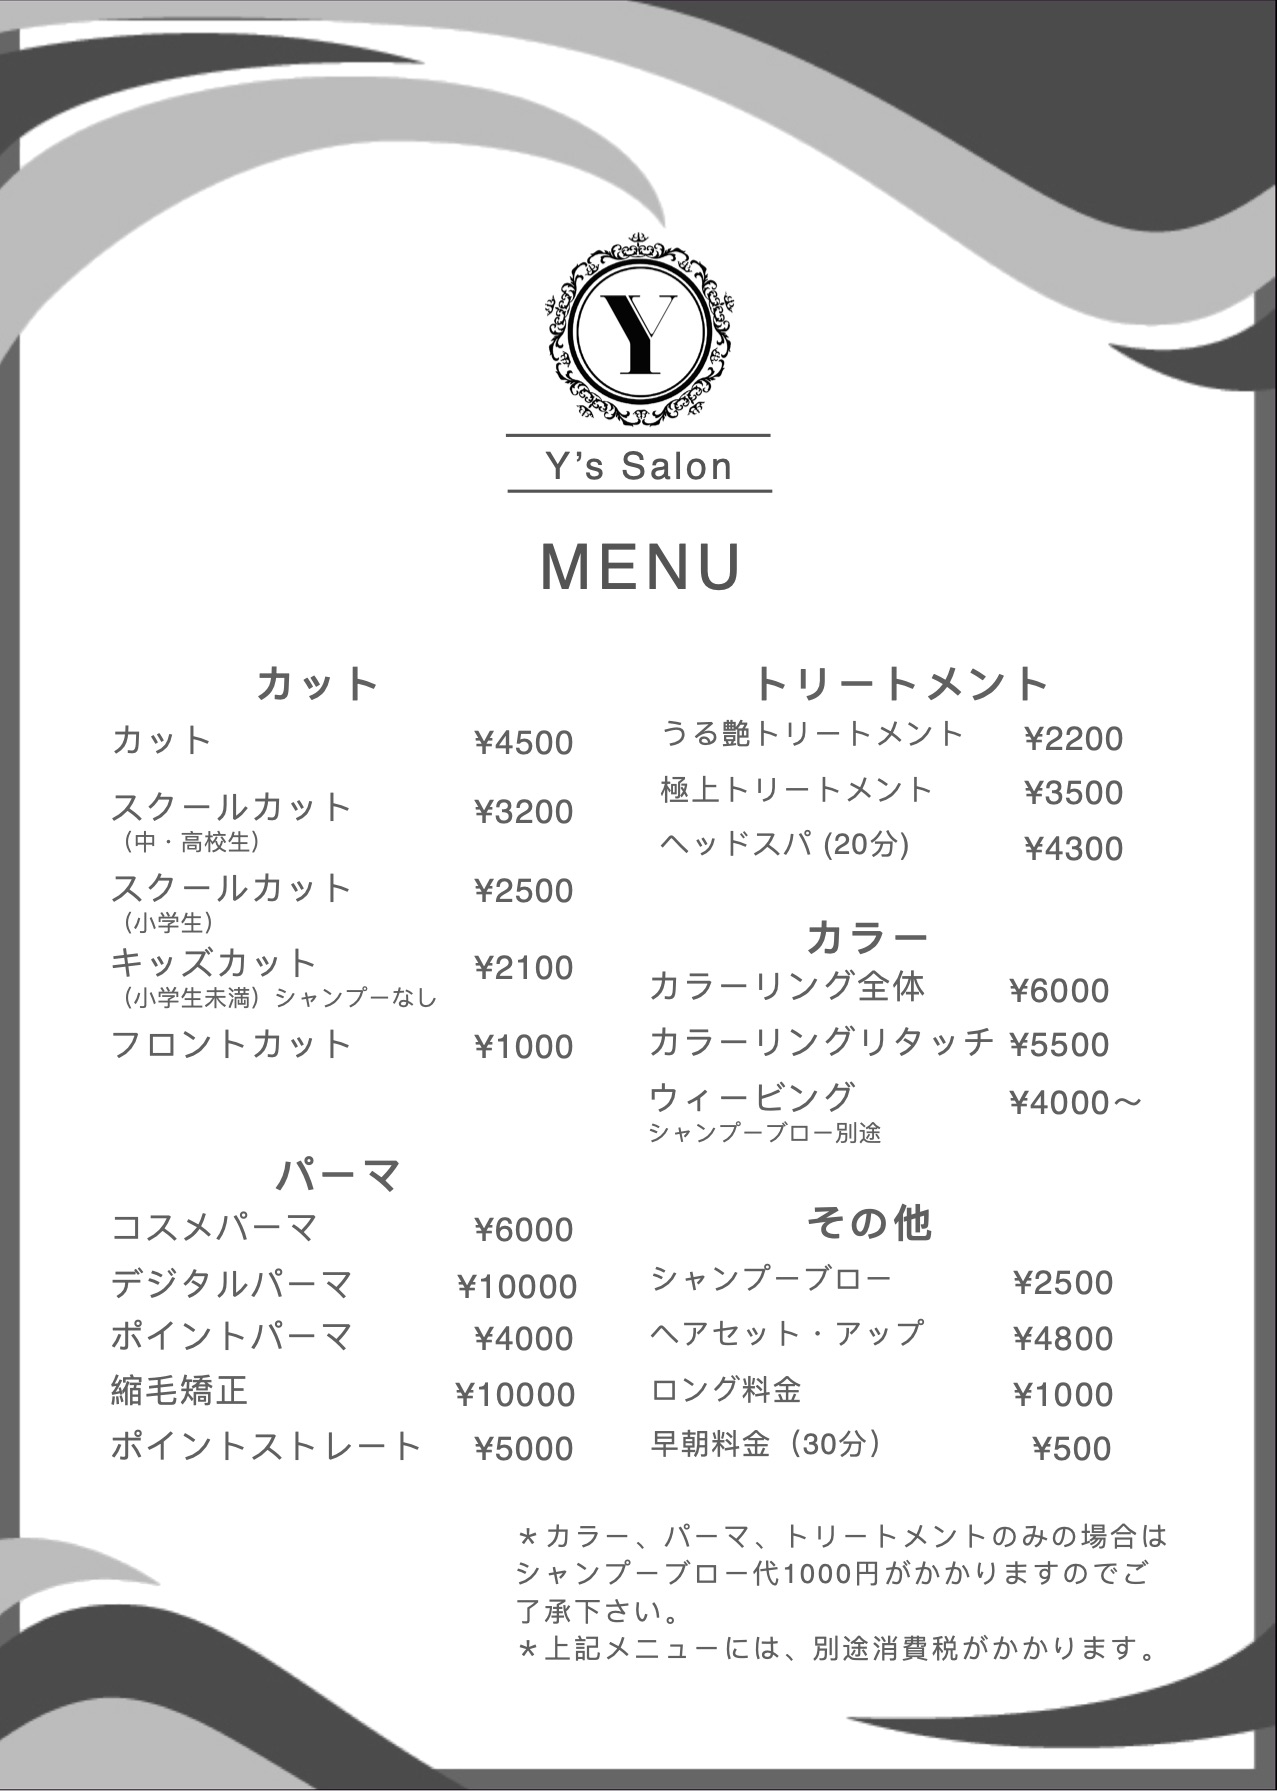 Y
Y’s Salon
MENU
カット
カット ¥4500
スクールカット ¥3200
（中・高校生）
スクールカット ¥2500
（小学生）
キッズカット ¥2100
（小学生未満）シャンプーなし
フロントカット ¥1000
パーマ
コスメパーマ ¥6000
デジタルパーマ ¥10000
ポイントパーマ ¥4000
縮毛矯正 ¥10000
ポイントストレート ¥5000
トリートメント
うる艶トリートメント ¥2200
極上トリートメント ¥3500
ヘッドスパ (20分) ¥4300
カラー
カラーリング全体 ¥6000
カラーリングリタッチ ¥5500
ウィービング ¥4000〜
シャンプーブロー別途
その他
シャンプーブロー ¥2500
ヘアセット・アップ ¥4800
ロング料金 ¥1000
早朝料金（30分） ¥500
＊カラー、パーマ、トリートメントのみの場合は
シャンプーブロー代1000円がかかりますのでご
了承下さい。
＊上記メニューには、別途消費税がかかります。